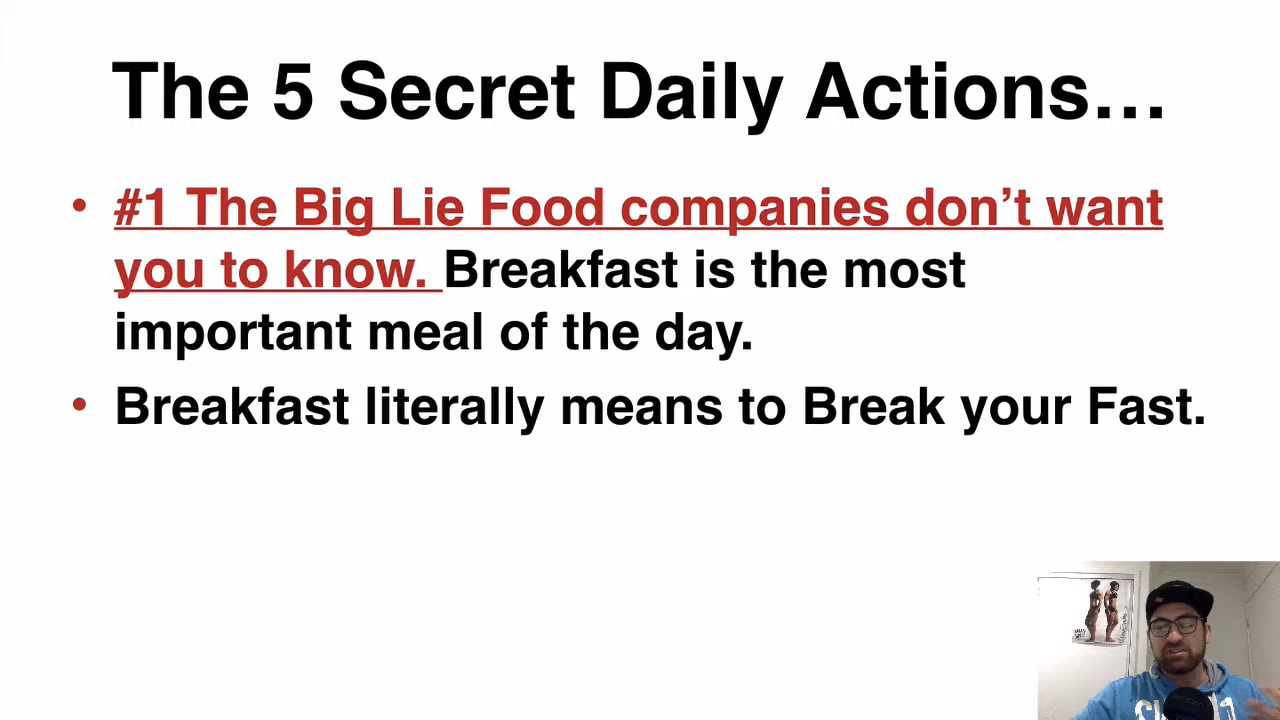 The 5 Secret Daily Actions…
• #1 The Big Lie Food companies don’t want
you to know. Breakfast is the most
important meal of the day.
• Breakfast literally means to Break your Fast.